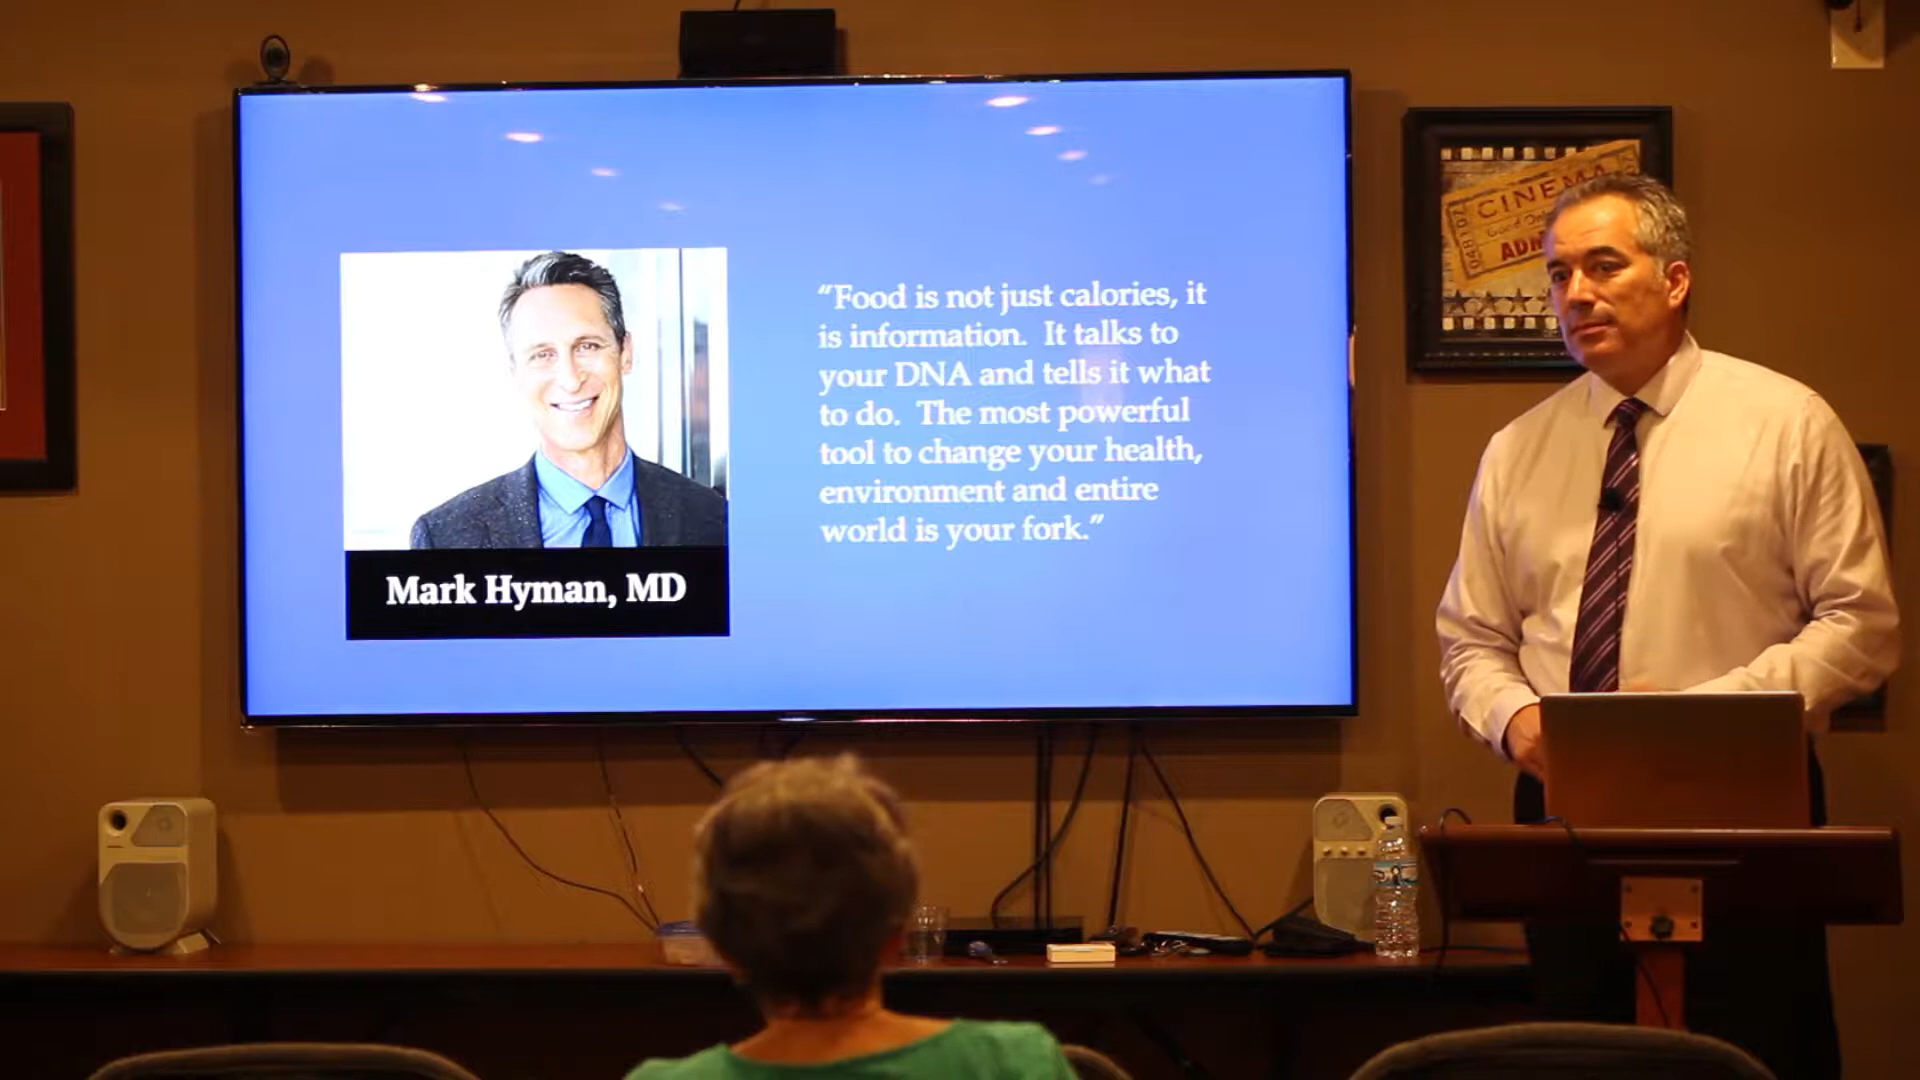 “Food is not just calories, it
is information. It talks to
your DNA and tells it what
to do. The most powerful
tool to change your health,
environment and entire
world is your fork.”
Mark Hyman, MD
CINEMA
Good
048102